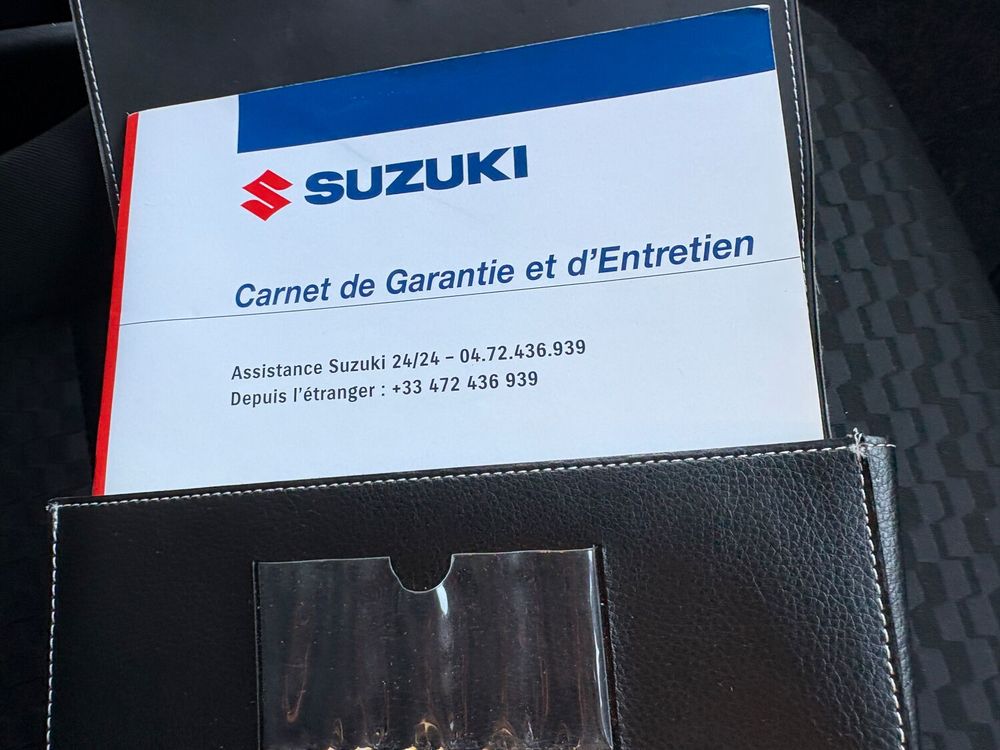 SUZUKI
Carnet de Garantie et d'Entretien
Assistance Suzuki 24/24 – 04.72.436.939
Depuis l'étranger : +33 472 436 939